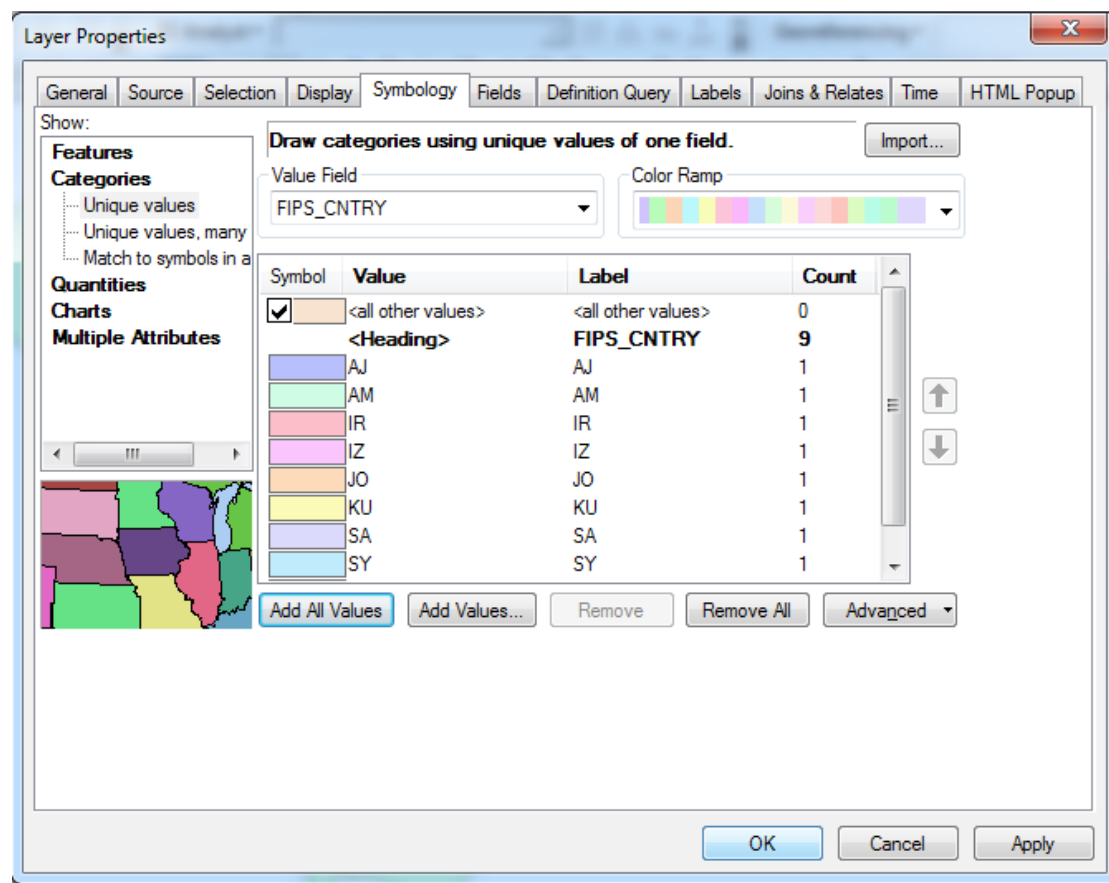 Layer Properties
General Source Selection Display Symbology Fields Definition Query Labels Joins & Relates Time HTML Popup
Show:
Features
Categories
Unique values
Unique values, many
Match to symbols in a
Quantities
Charts
Multiple Attributes
Draw categories using unique values of one field.
Import...
Value Field
FIPS_CNTRY
Color Ramp
Symbol Value Label Count
<all other values> <all other values> 0
<Heading> FIPS_CNTRY 9
AJ AJ 1
AM AM 1
IR IR 1
IZ IZ 1
JO JO 1
KU KU 1
SA SA 1
SY SY 1
Add All Values Add Values... Remove Remove All Advanced
OK Cancel Apply